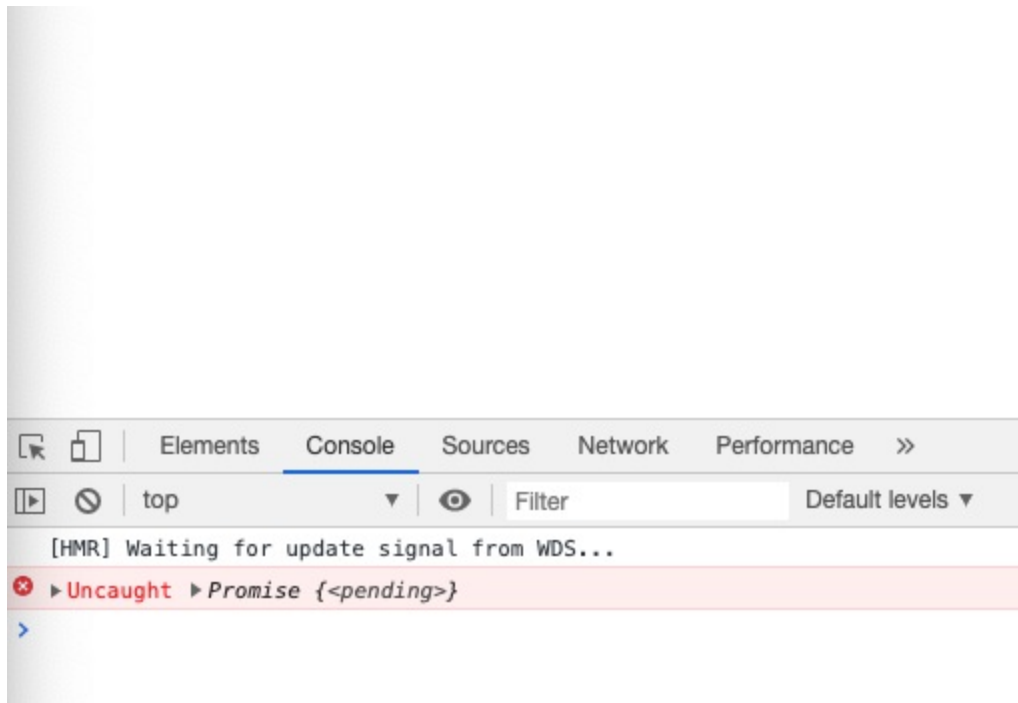 Elements Console Sources Network Performance »
top ▼ Filter Default levels ▼
[HMR] Waiting for update signal from WDS...
▶Uncaught ▶Promise {<pending>}
>